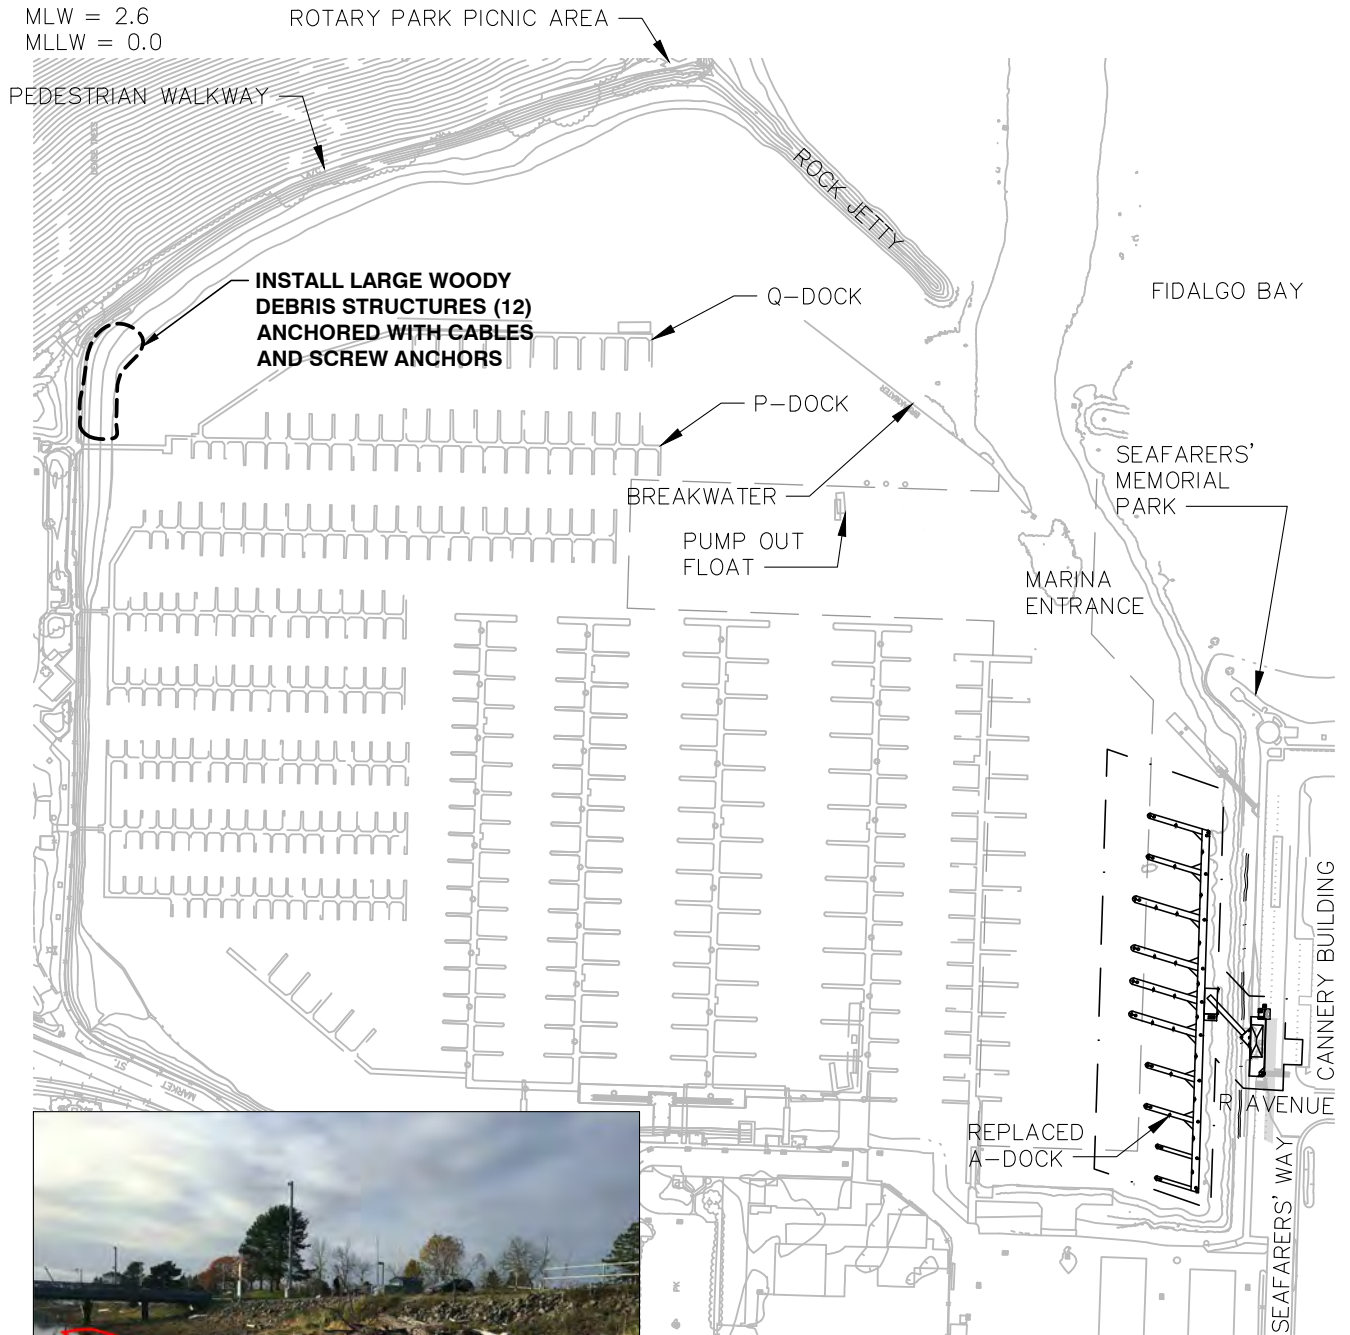 MLW = 2.6
MLLW = 0.0
ROTARY PARK PICNIC AREA
PEDESTRIAN WALKWAY
ROCK JETTY
INSTALL LARGE WOODY
DEBRIS STRUCTURES (12)
ANCHORED WITH CABLES
AND SCREW ANCHORS
Q-DOCK
FIDALGO BAY
P-DOCK
BREAKWATER
SEAFARERS'
MEMORIAL
PARK
BREAKWATER
PUMP OUT
FLOAT
MARINA
ENTRANCE
CANNERY BUILDING
R AVENUE
REPLACED
A-DOCK
SEAFARERS' WAY
MARKET
ST.
PK